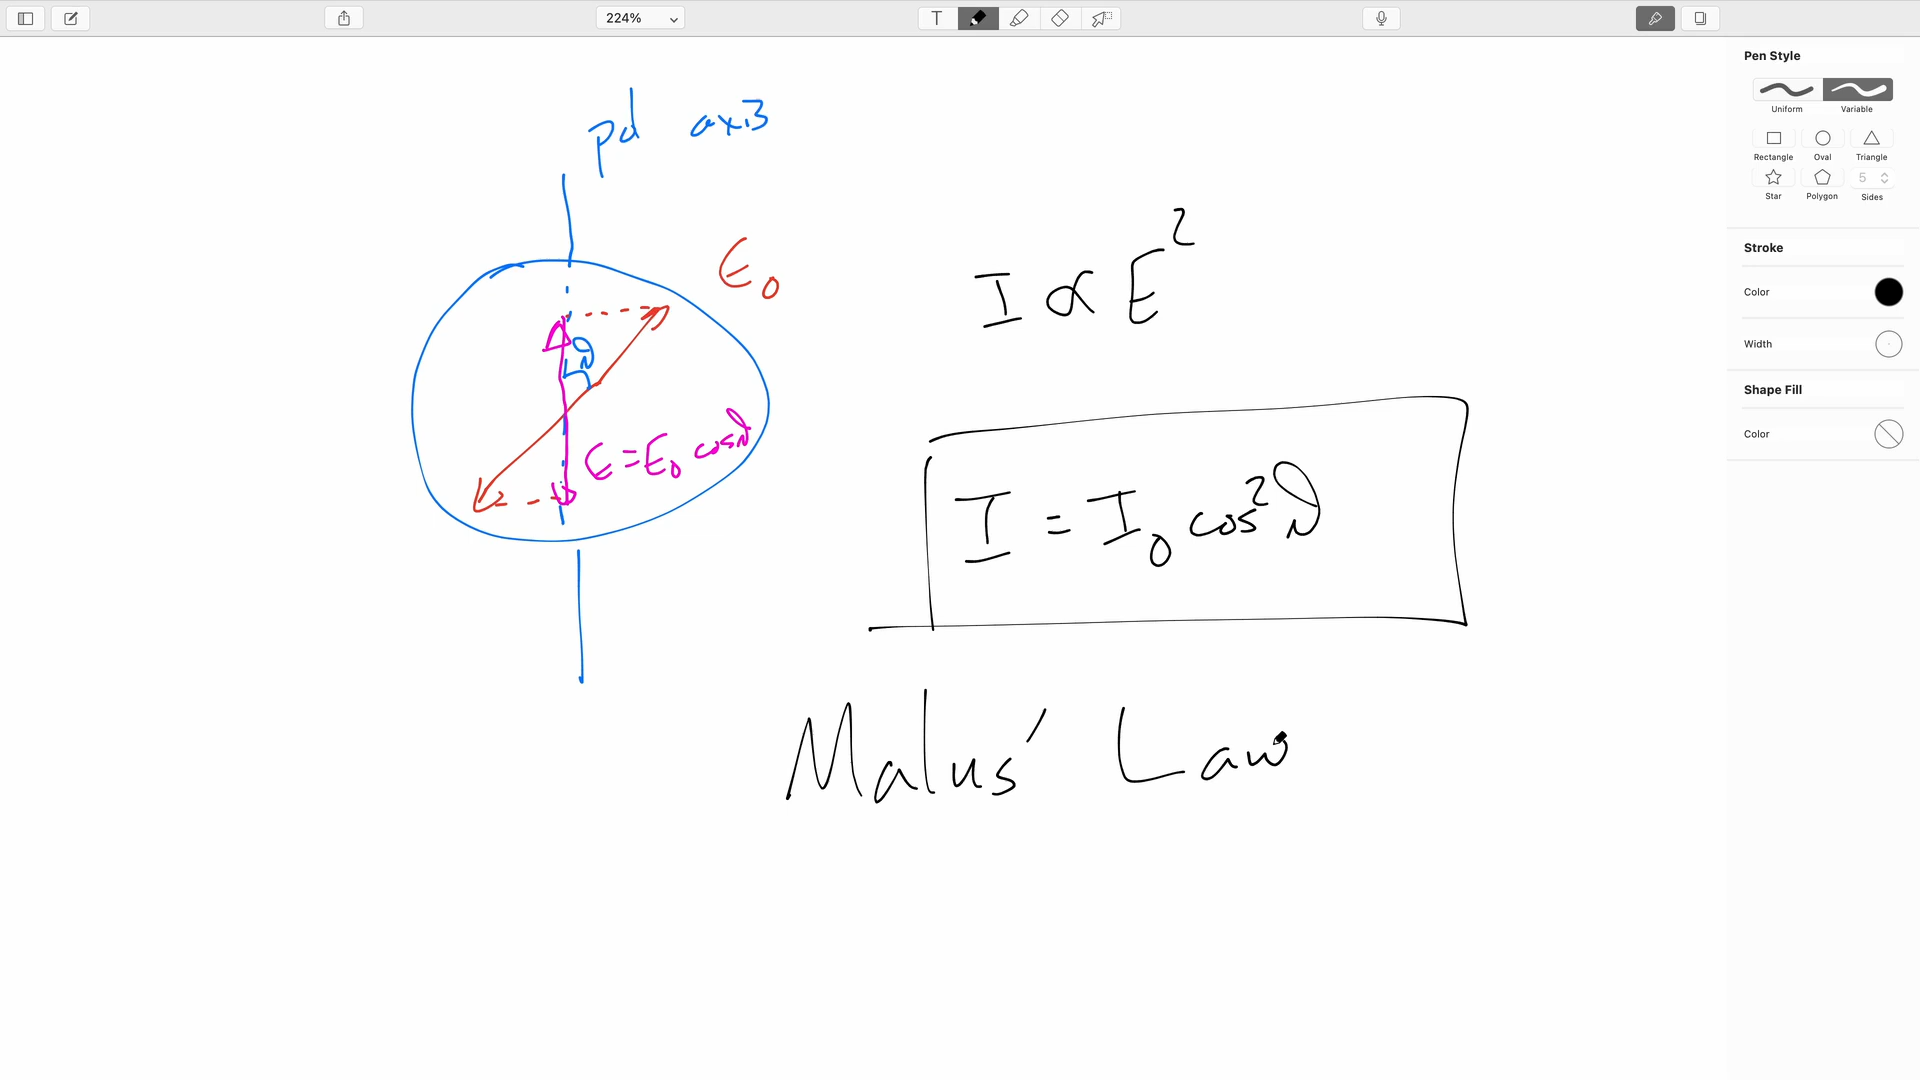 224%
T
Pen Style
Uniform
Variable
Rectangle
Oval
Triangle
5
Star
Polygon
Sides
Stroke
Color
Width
Shape Fill
Color
pol axis
E₀
θ
E = E₀ cosθ
I ∝ E²
I = I₀ cos²θ
Malus' Law